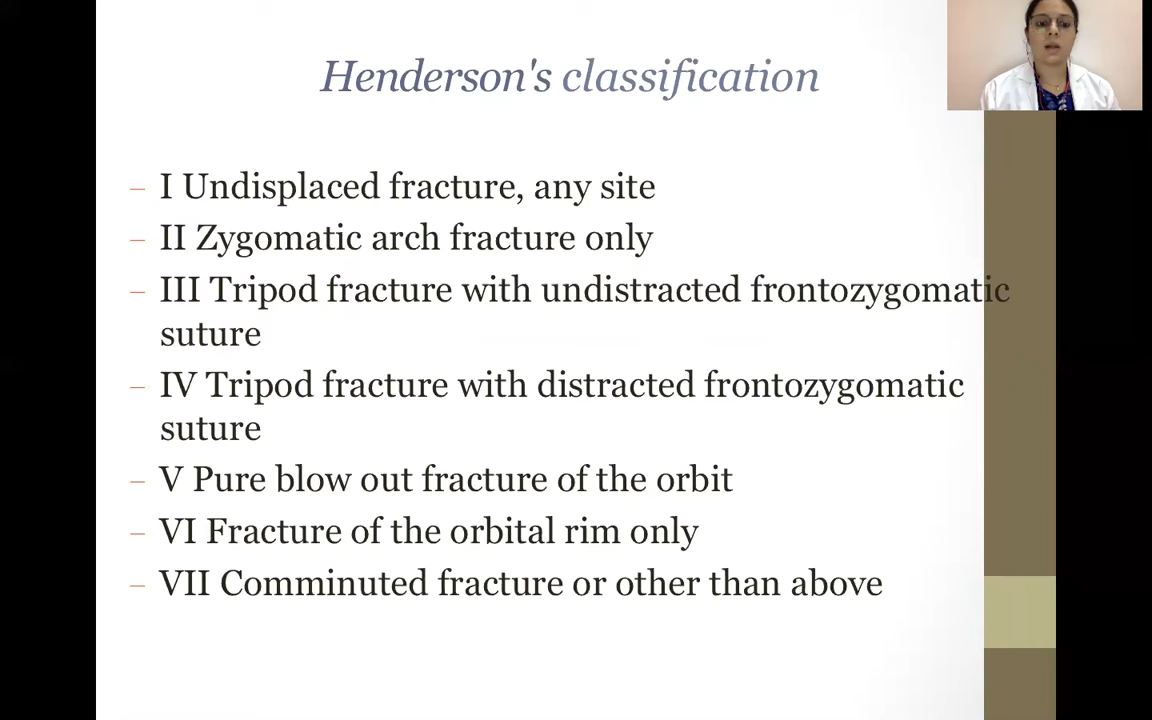 Henderson's classification
– I Undisplaced fracture, any site
– II Zygomatic arch fracture only
– III Tripod fracture with undistracted frontozygomatic
suture
– IV Tripod fracture with distracted frontozygomatic
suture
– V Pure blow out fracture of the orbit
– VI Fracture of the orbital rim only
– VII Comminuted fracture or other than above